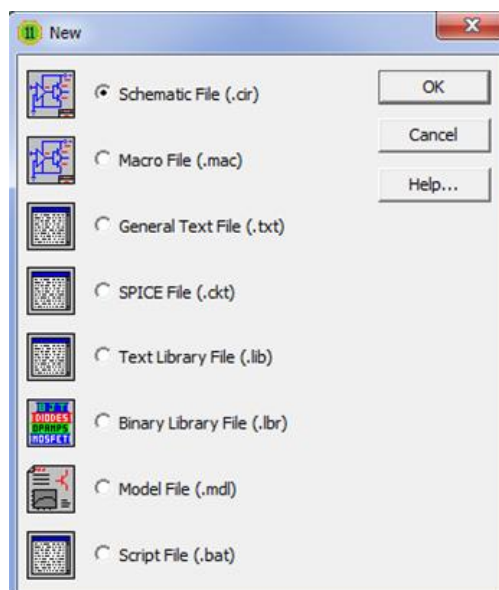 11 New
Schematic File (.cir)
OK
Macro File (.mac)
Cancel
Help...
General Text File (.txt)
SPICE File (.ckt)
Text Library File (.lib)
DIODES
OPAMPS
MOSFETS
Binary Library File (.lbr)
Model File (.mdl)
Script File (.bat)